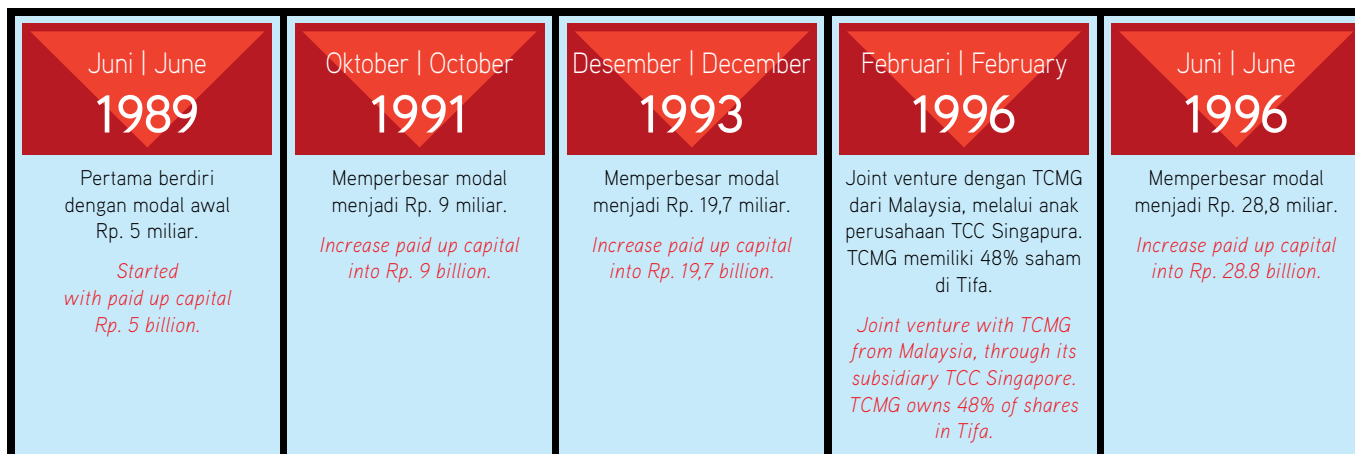 Juni | June
1989
Pertama berdiri
dengan modal awal
Rp. 5 miliar.
Started
with paid up capital
Rp. 5 billion.
Oktober | October
1991
Memperbesar modal
menjadi Rp. 9 miliar.
Increase paid up capital
into Rp. 9 billion.
Desember | December
1993
Memperbesar modal
menjadi Rp. 19,7 miliar.
Increase paid up capital
into Rp. 19,7 billion.
Februari | February
1996
Joint venture dengan TCMG
dari Malaysia, melalui anak
perusahaan TCC Singapura.
TCMG memiliki 48% saham
di Tifa.
Joint venture with TCMG
from Malaysia, through its
subsidiary TCC Singapore.
TCMG owns 48% of shares
in Tifa.
Juni | June
1996
Memperbesar modal
menjadi Rp. 28,8 miliar.
Increase paid up capital
into Rp. 28.8 billion.